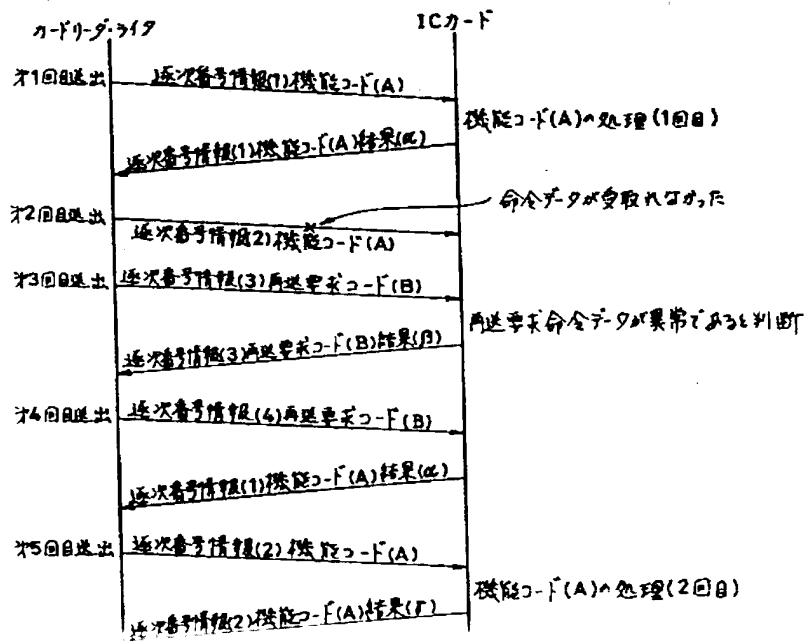 カードリーダ・ライタ
ICカード
才1回目送出
逐次番号情報(1)機能コード(A)
機能コード(A)の処理(1回目)
逐次番号情報(1)機能コード(A)結果(α)
命令データが受取れなかった
才2回目送出
逐次番号情報(2)機能コード(A)
才3回目送出
逐次番号情報(3)再送要求コード(B)
再送要求命令データが異常であると判断
逐次番号情報(3)再送要求コード(B)結果(β)
才4回目送出
逐次番号情報(4)再送要求コード(B)
逐次番号情報(1)機能コード(A)結果(α)
才5回目送出
逐次番号情報(2)機能コード(A)
機能コード(A)へ処理(2回目)
逐次番号情報(2)機能コード(A)結果(γ)